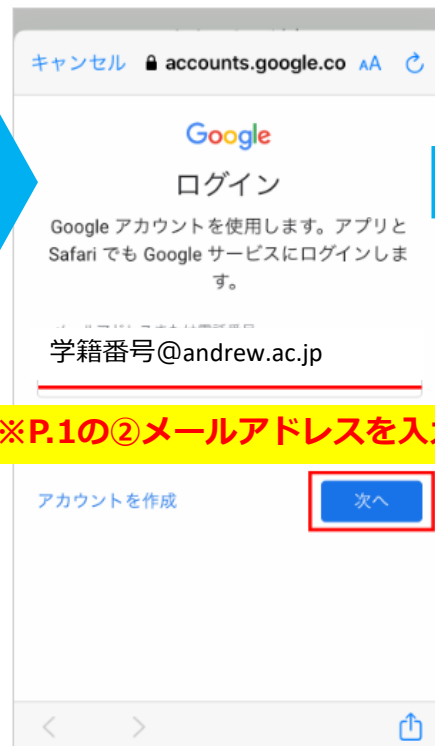 キャンセル accounts.google.co AA
Google
ログイン
Google アカウントを使用します。アプリと
Safari でも Google サービスにログインしま
す。
学籍番号@andrew.ac.jp
※P.1の②メールアドレスを入
アカウントを作成 次へ